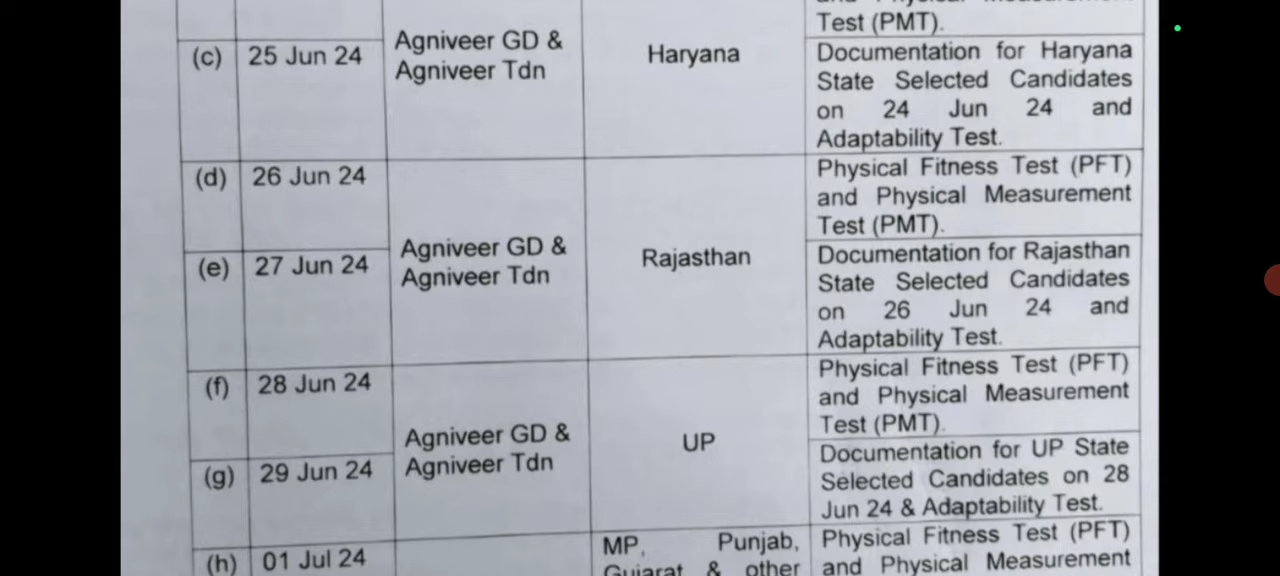 Test (PMT).
(c) 25 Jun 24 Agniveer GD &
Agniveer Tdn
Haryana
Documentation for Haryana
State Selected Candidates
on 24 Jun 24 and
Adaptability Test.
(d) 26 Jun 24
Physical Fitness Test (PFT)
and Physical Measurement
Test (PMT).
(e) 27 Jun 24
Agniveer GD &
Agniveer Tdn
Rajasthan
Documentation for Rajasthan
State Selected Candidates
on 26 Jun 24 and
Adaptability Test.
(f) 28 Jun 24
Physical Fitness Test (PFT)
and Physical Measurement
Test (PMT).
(g) 29 Jun 24
Agniveer GD &
Agniveer Tdn
UP
Documentation for UP State
Selected Candidates on 28
Jun 24 & Adaptability Test.
(h) 01 Jul 24
MP, Punjab,
Gujarat & other
Physical Fitness Test (PFT)
and Physical Measurement